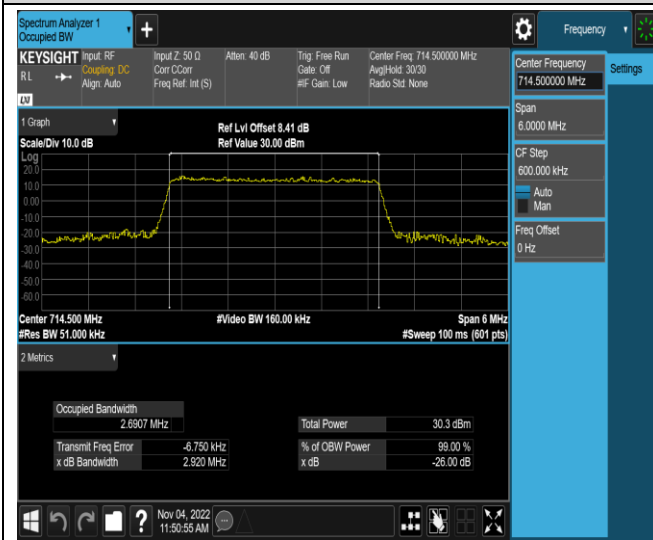 Spectrum Analyzer 1
Occupied BW
+
Frequency
KEYSIGHT Input: RF
RL
Coupling: DC
Align: Auto
LXI
Input Z: 50 Ω
Corr CCorr
Freq Ref: Int (S)
Atten: 40 dB
Trig: Free Run
Gate: Off
#IF Gain: Low
Center Freq: 714.500000 MHz
Avg|Hold: 30/30
Radio Std: None
Center Frequency
714.500000 MHz
Settings
Span
6.0000 MHz
CF Step
600.000 kHz
Auto
Man
Freq Offset
0 Hz
1 Graph
Scale/Div 10.0 dB
Ref Lvl Offset 8.41 dB
Ref Value 30.00 dBm
Log
20.0
10.0
0.00
-10.0
-20.0
-30.0
-40.0
-50.0
-60.0
Center 714.500 MHz
#Video BW 160.00 kHz
Span 6 MHz
#Res BW 51.000 kHz
#Sweep 100 ms (601 pts)
2 Metrics
Occupied Bandwidth
2.6907 MHz
Total Power 30.3 dBm
Transmit Freq Error -6.750 kHz
% of OBW Power 99.00 %
x dB Bandwidth 2.920 MHz
x dB -26.00 dB
?
Nov 04, 2022
11:50:55 AM